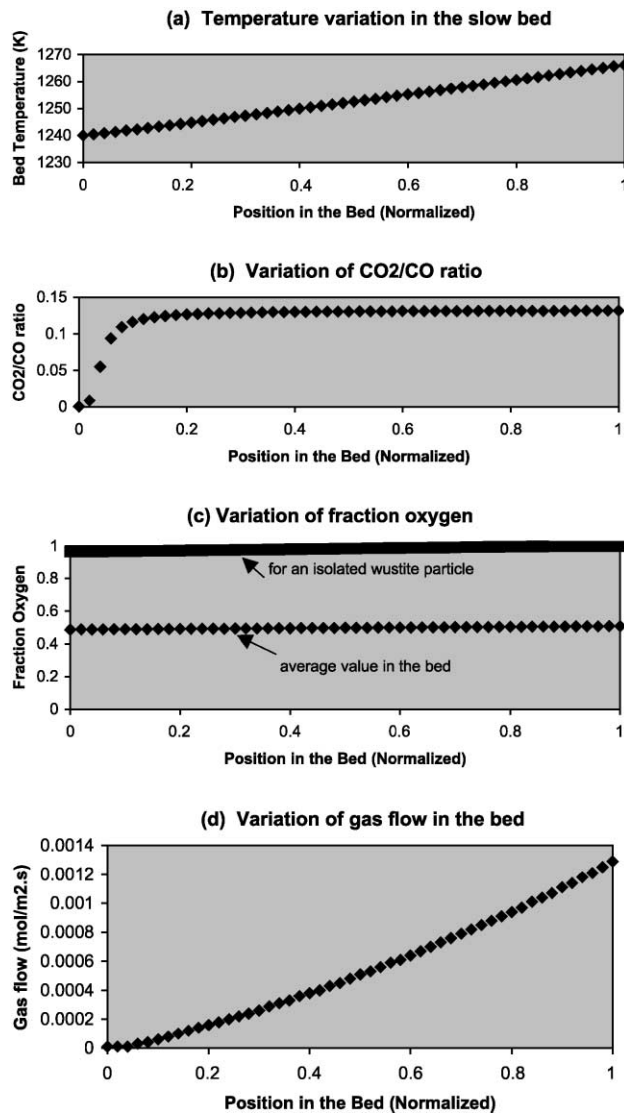 (a) Temperature variation in the slow bed
Bed Temperature (K)
1270
1260
1250
1240
1230
0 0.2 0.4 0.6 0.8 1
Position in the Bed (Normalized)
(b) Variation of CO2/CO ratio
CO2/CO ratio
0.15
0.1
0.05
0
0 0.2 0.4 0.6 0.8 1
Position in the Bed (Normalized)
(c) Variation of fraction oxygen
Fraction Oxygen
1
0.8
0.6
0.4
0.2
0
for an isolated wustite particle
average value in the bed
0 0.2 0.4 0.6 0.8 1
Position in the Bed (Normalized)
(d) Variation of gas flow in the bed
Gas flow (mol/m2.s)
0.0014
0.0012
0.001
0.0008
0.0006
0.0004
0.0002
0
0 0.2 0.4 0.6 0.8 1
Position in the Bed (Normalized)